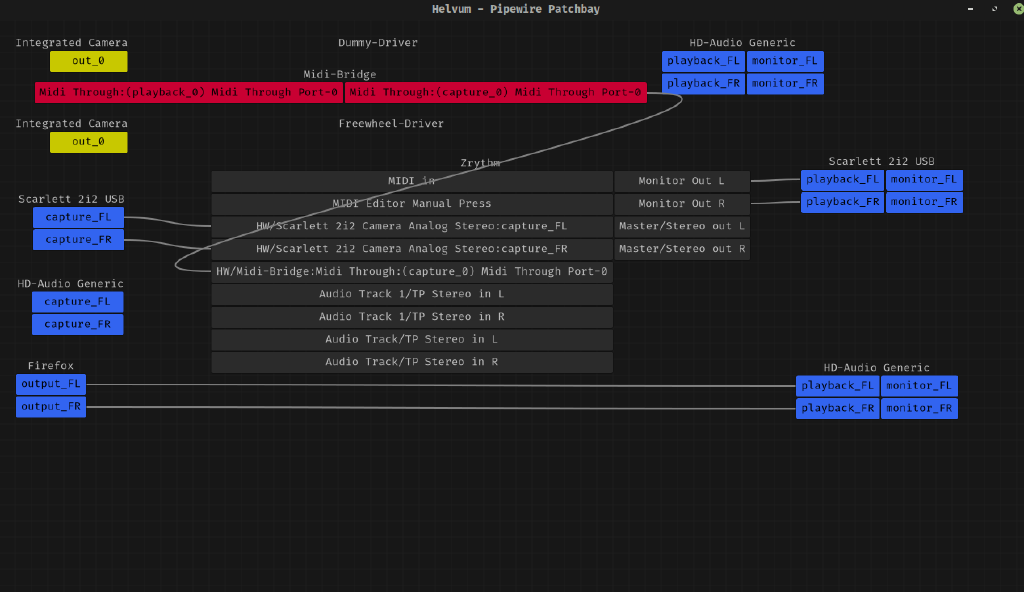 Helvum - Pipewire Patchbay
Integrated Camera
out_0
Dummy-Driver
HD-Audio Generic
playback_FL monitor_FL
playback_FR monitor_FR
Midi-Bridge
Midi Through:(playback_0) Midi Through Port-0 Midi Through:(capture_0) Midi Through Port-0
Integrated Camera
out_0
Freewheel-Driver
Zrythm
MIDI in Monitor Out L
MIDI Editor Manual Press Monitor Out R
HW/Scarlett 2i2 Camera Analog Stereo:capture_FL Master/Stereo out L
HW/Scarlett 2i2 Camera Analog Stereo:capture_FR Master/Stereo out R
HW/Midi-Bridge:Midi Through:(capture_0) Midi Through Port-0
Audio Track 1/TP Stereo in L
Audio Track 1/TP Stereo in R
Audio Track/TP Stereo in L
Audio Track/TP Stereo in R
Scarlett 2i2 USB
playback_FL monitor_FL
playback_FR monitor_FR
Scarlett 2i2 USB
capture_FL
capture_FR
HD-Audio Generic
capture_FL
capture_FR
Firefox
output_FL
output_FR
HD-Audio Generic
playback_FL monitor_FL
playback_FR monitor_FR